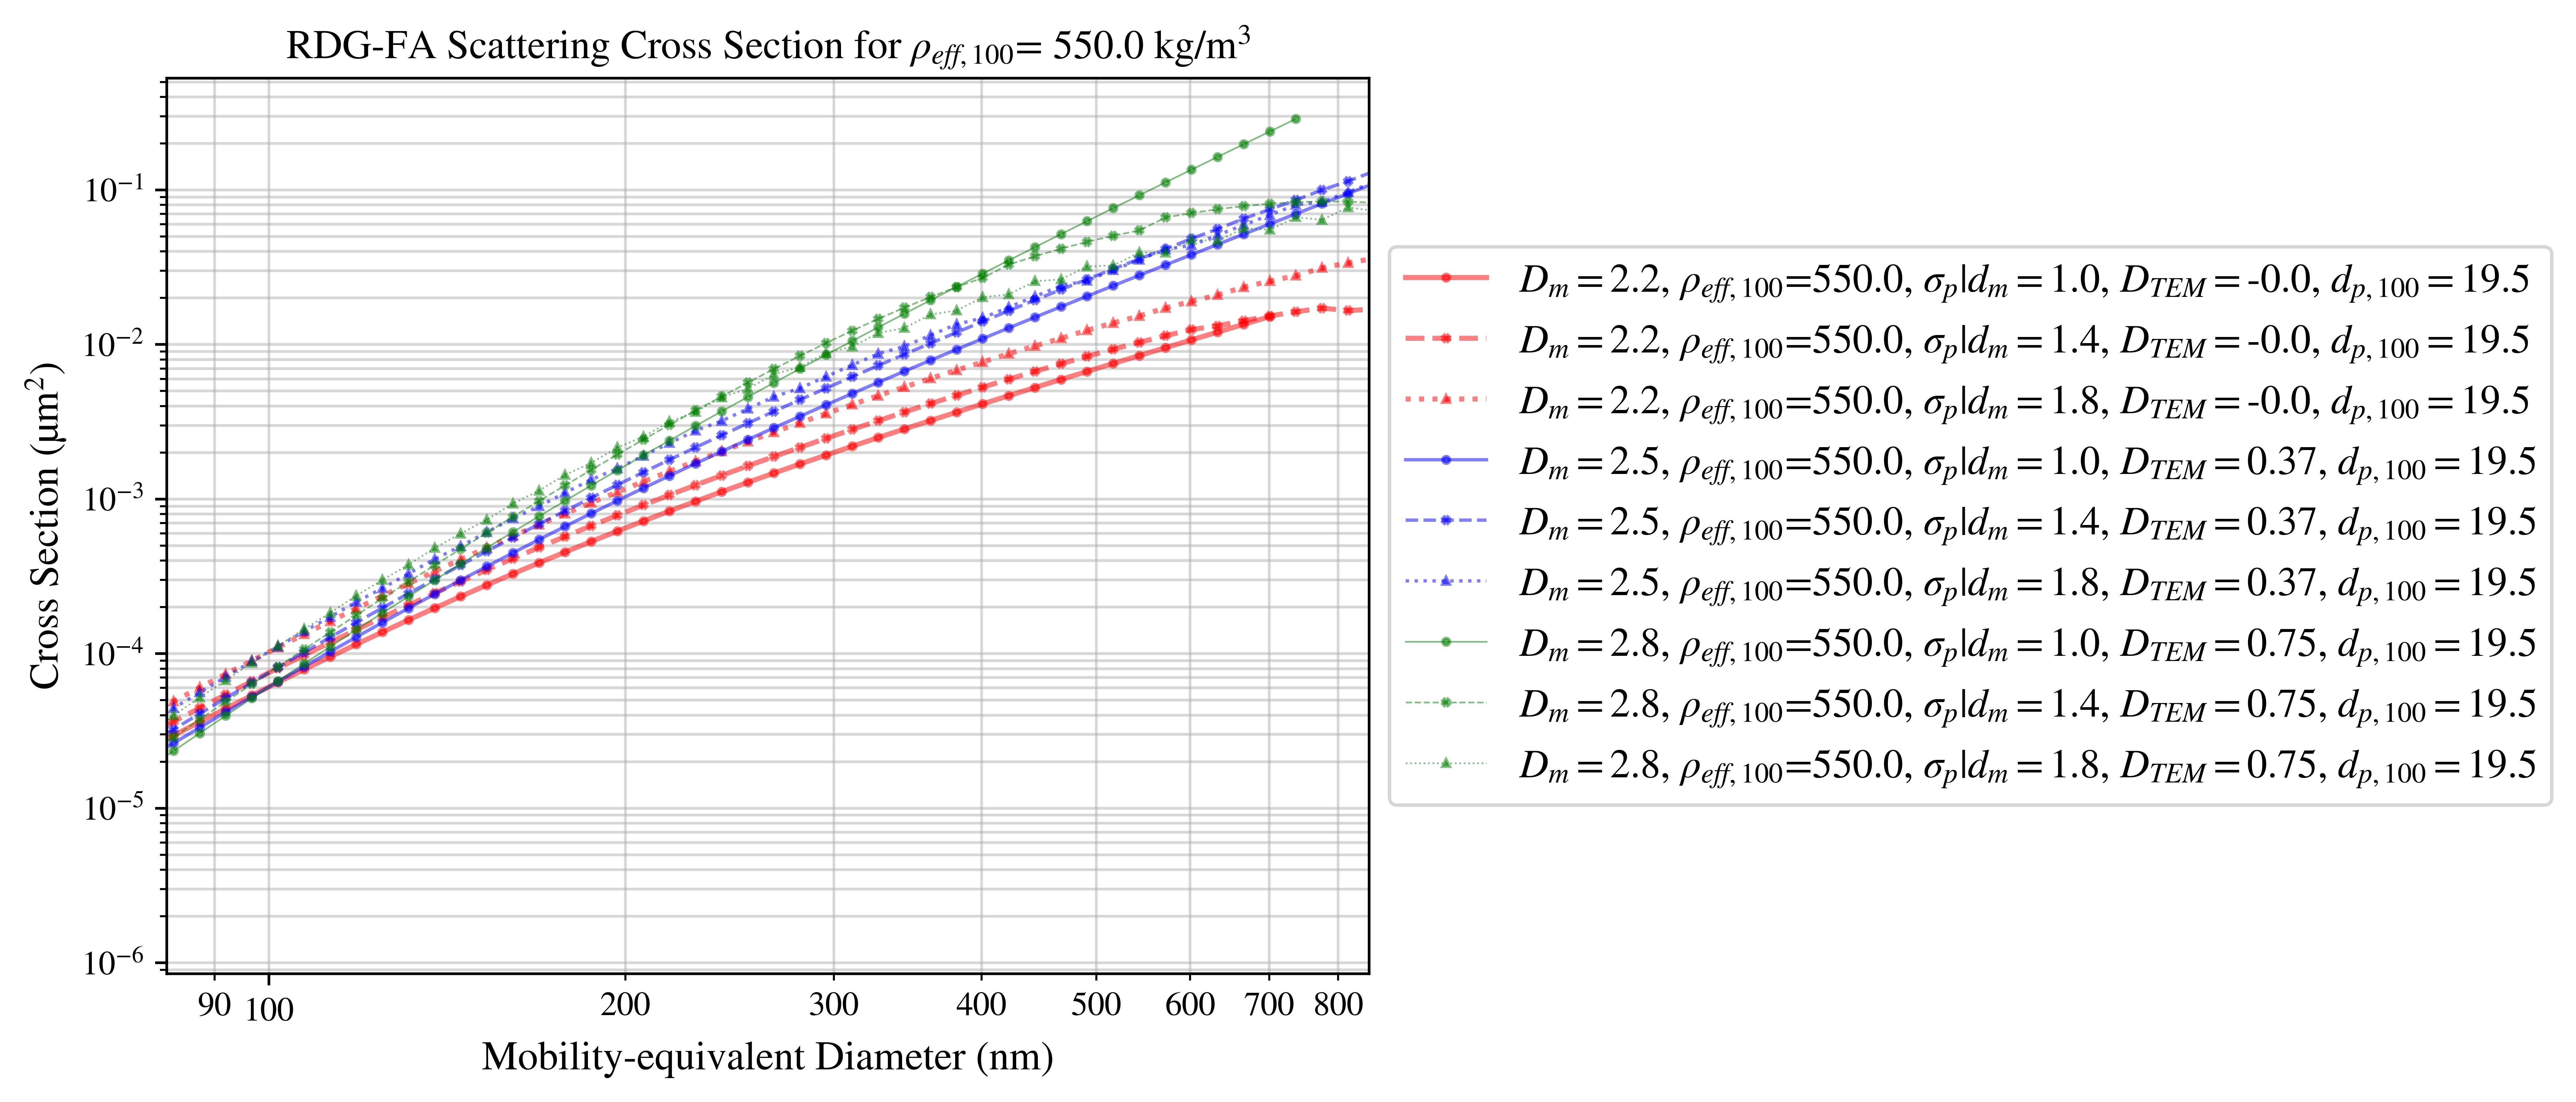 RDG-FA Scattering Cross Section for ρeff,100= 550.0 kg/m³
Cross Section (µm²)
10⁻¹
10⁻²
10⁻³
10⁻⁴
10⁻⁵
10⁻⁶
90 100 200 300 400 500 600 700 800
Mobility-equivalent Diameter (nm)
Dm = 2.2, ρeff,100=550.0, σp|dm = 1.0, DTEM = -0.0, dp,100 = 19.5
Dm = 2.2, ρeff,100=550.0, σp|dm = 1.4, DTEM = -0.0, dp,100 = 19.5
Dm = 2.2, ρeff,100=550.0, σp|dm = 1.8, DTEM = -0.0, dp,100 = 19.5
Dm = 2.5, ρeff,100=550.0, σp|dm = 1.0, DTEM = 0.37, dp,100 = 19.5
Dm = 2.5, ρeff,100=550.0, σp|dm = 1.4, DTEM = 0.37, dp,100 = 19.5
Dm = 2.5, ρeff,100=550.0, σp|dm = 1.8, DTEM = 0.37, dp,100 = 19.5
Dm = 2.8, ρeff,100=550.0, σp|dm = 1.0, DTEM = 0.75, dp,100 = 19.5
Dm = 2.8, ρeff,100=550.0, σp|dm = 1.4, DTEM = 0.75, dp,100 = 19.5
Dm = 2.8, ρeff,100=550.0, σp|dm = 1.8, DTEM = 0.75, dp,100 = 19.5